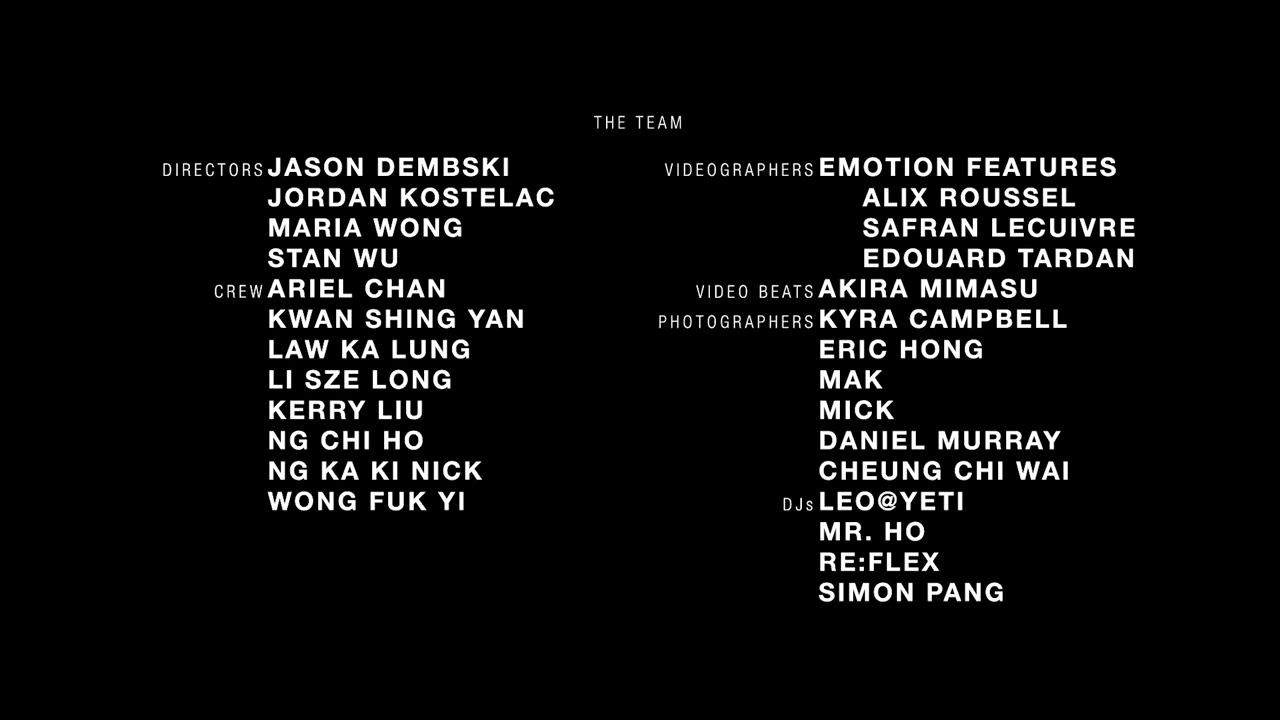 THE TEAM
DIRECTORS JASON DEMBSKI
JORDAN KOSTELAC
MARIA WONG
STAN WU
CREW ARIEL CHAN
KWAN SHING YAN
LAW KA LUNG
LI SZE LONG
KERRY LIU
NG CHI HO
NG KA KI NICK
WONG FUK YI
VIDEOGRAPHERS EMOTION FEATURES
ALIX ROUSSEL
SAFRAN LECUIVRE
EDOUARD TARDAN
VIDEO BEATS AKIRA MIMASU
PHOTOGRAPHERS KYRA CAMPBELL
ERIC HONG
MAK
MICK
DANIEL MURRAY
CHEUNG CHI WAI
DJs LEO@YETI
MR. HO
RE:FLEX
SIMON PANG